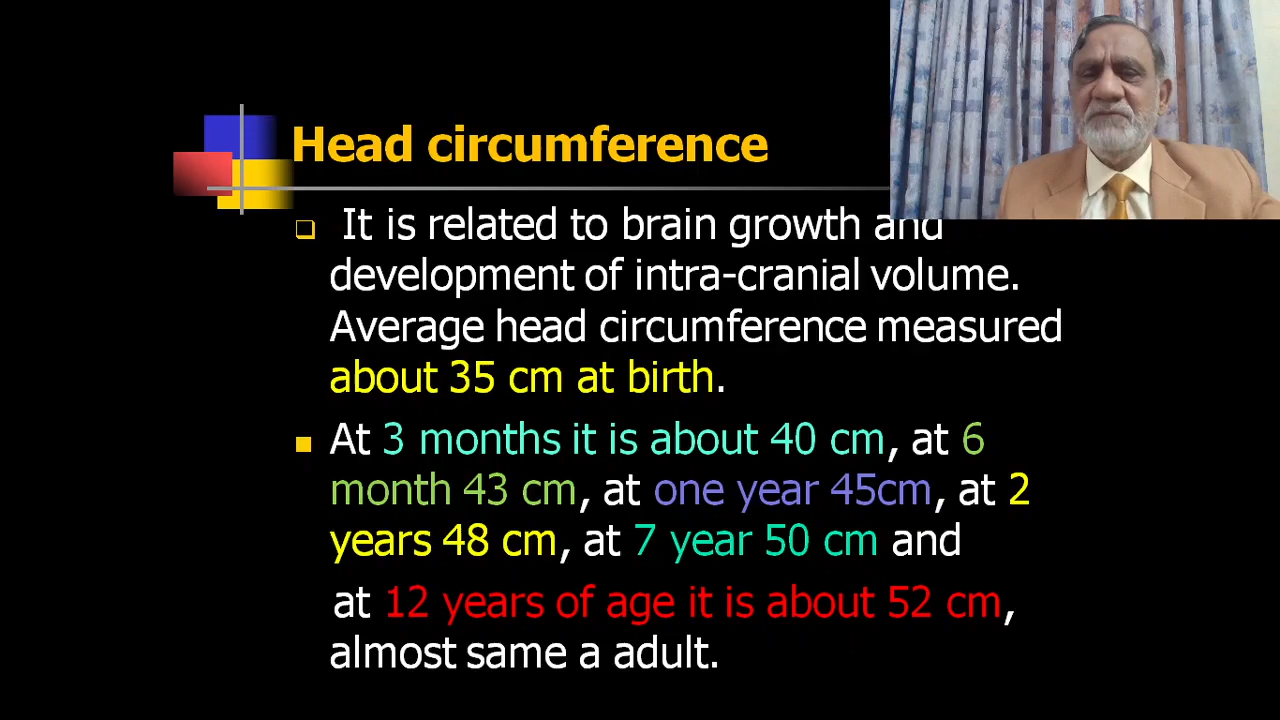 Head circumference
It is related to brain growth and
development of intra-cranial volume.
Average head circumference measured
about 35 cm at birth.
At 3 months it is about 40 cm, at 6
month 43 cm, at one year 45cm, at 2
years 48 cm, at 7 year 50 cm and
at 12 years of age it is about 52 cm,
almost same a adult.